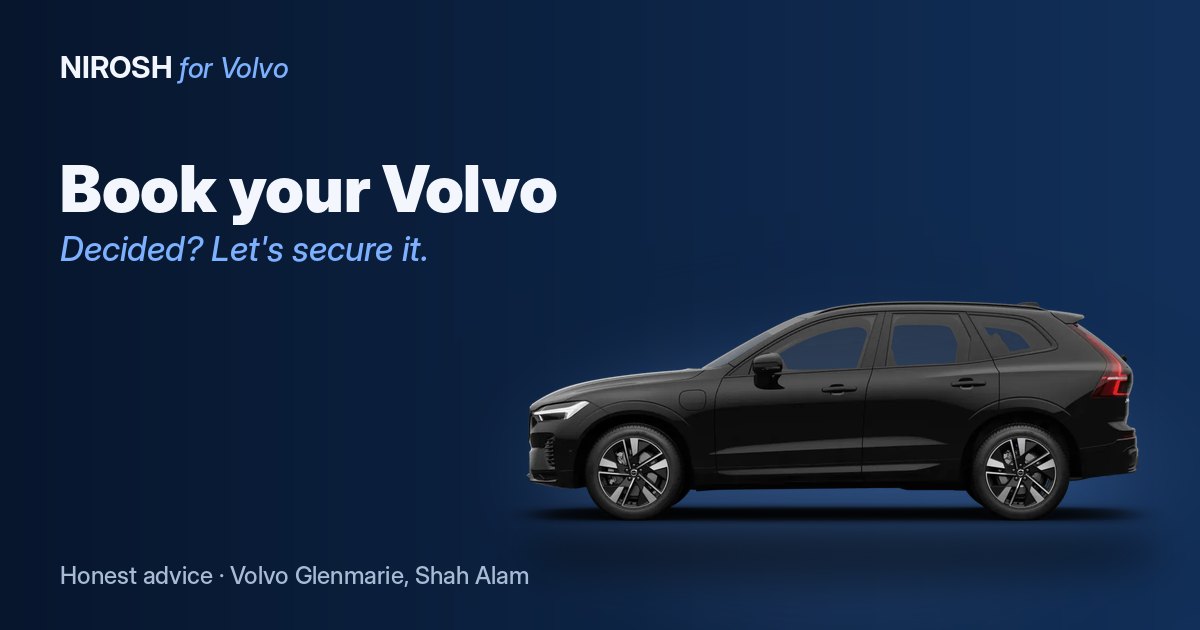 NIROSH for Volvo
Book your Volvo
Decided? Let's secure it.
Honest advice · Volvo Glenmarie, Shah Alam